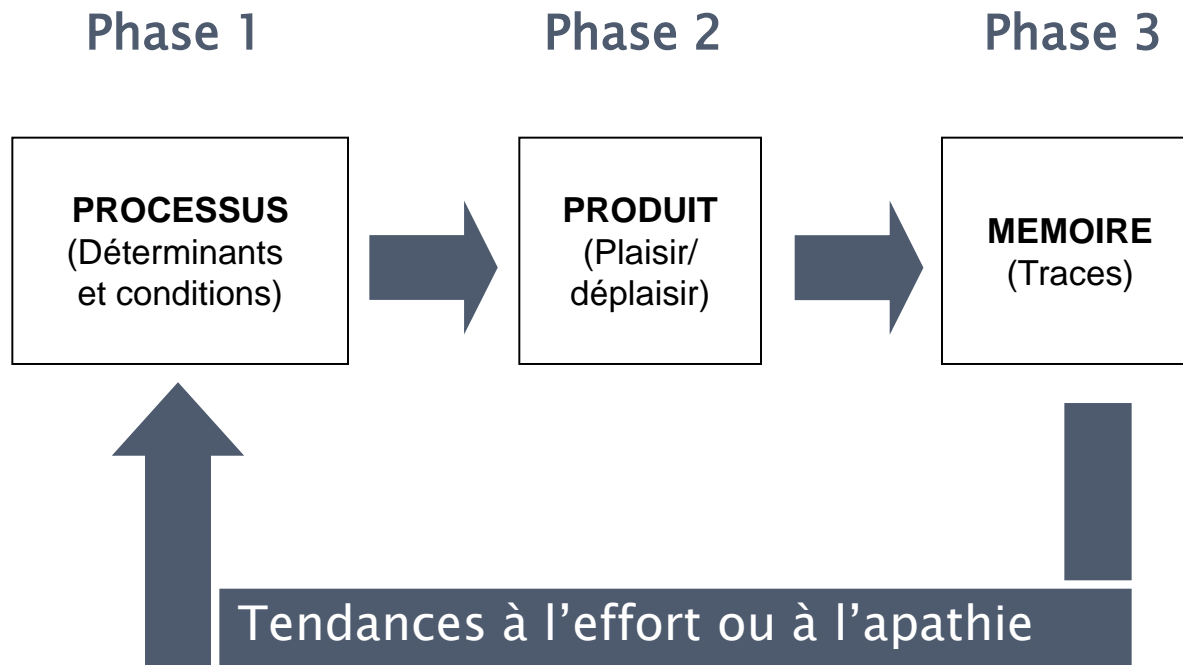 Phase 1
Phase 2
Phase 3
PROCESSUS
(Déterminants
et conditions)
PRODUIT
(Plaisir/
déplaisir)
MEMOIRE
(Traces)
Tendances à l’effort ou à l’apathie